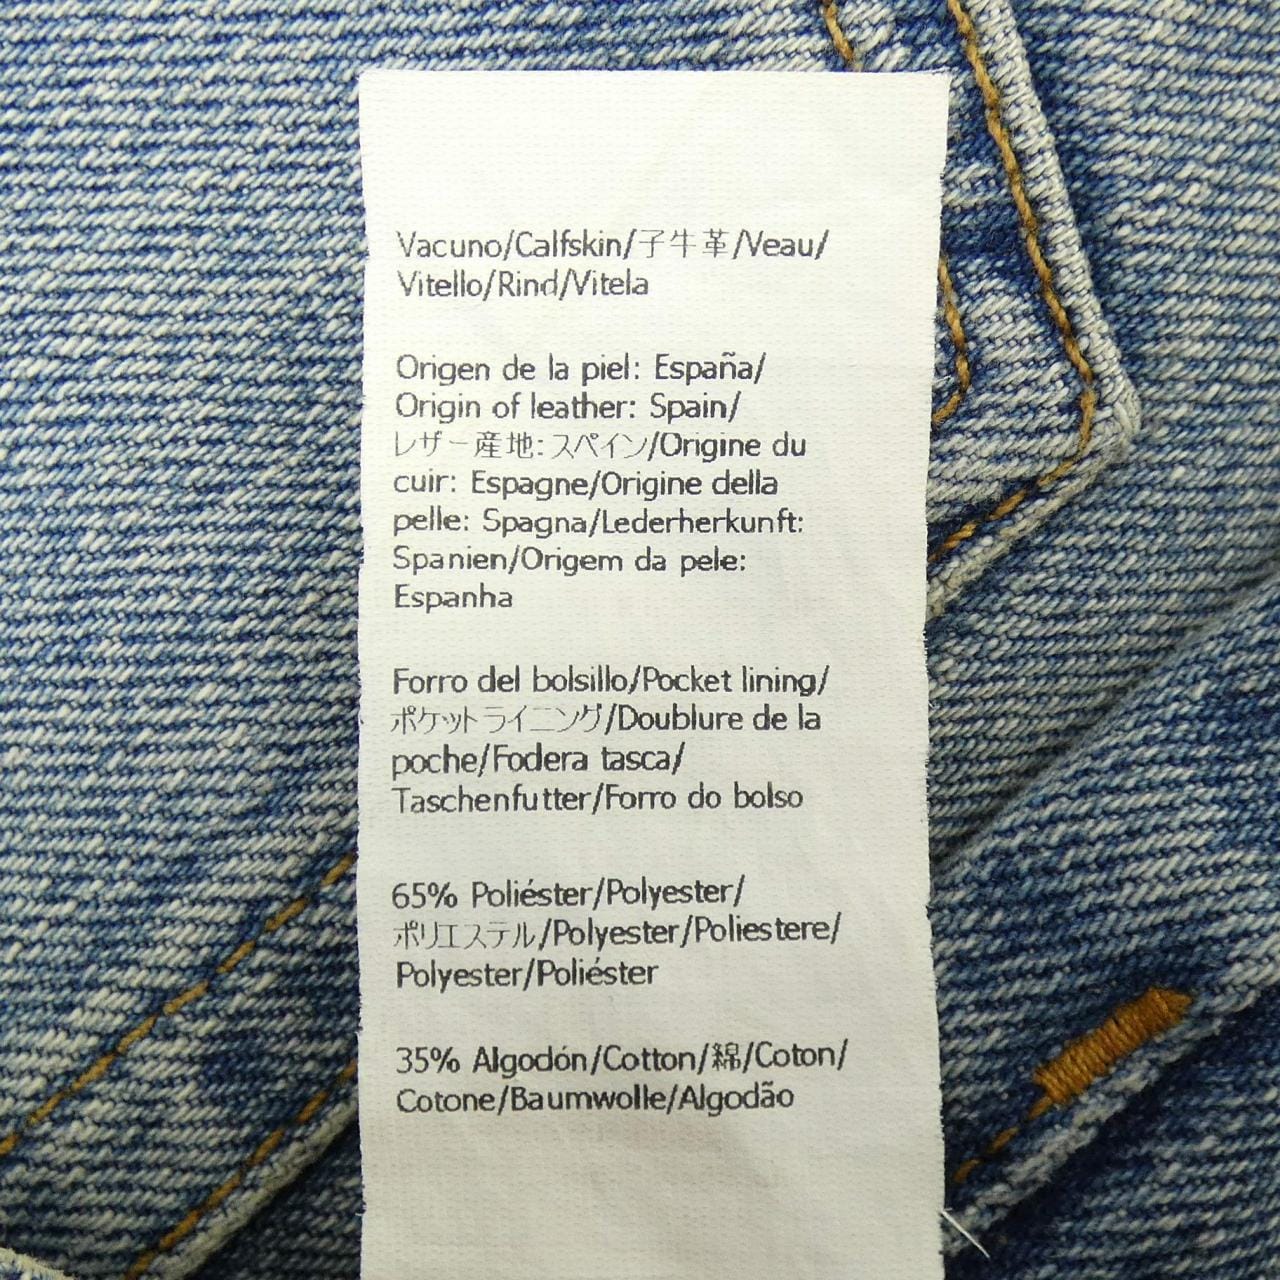 Vacuno/Calfskin/子牛革/Veau/
Vitello/Rind/Vitela
Origen de la piel: España/
Origin of leather: Spain/
レザー産地: スペイン/Origine du
cuir: Espagne/Origine della
pelle: Spagna/Lederherkunft:
Spanien/Origem da pele:
Espanha
Forro del bolsillo/Pocket lining/
ポケットライニング/Doublure de la
poche/Fodera tasca/
Taschenfutter/Forro do bolso
65% Poliéster/Polyester/
ポリエステル/Polyester/Poliestere/
Polyester/Poliéster
35% Algodón/Cotton/綿/Coton/
Cotone/Baumwolle/Algodão